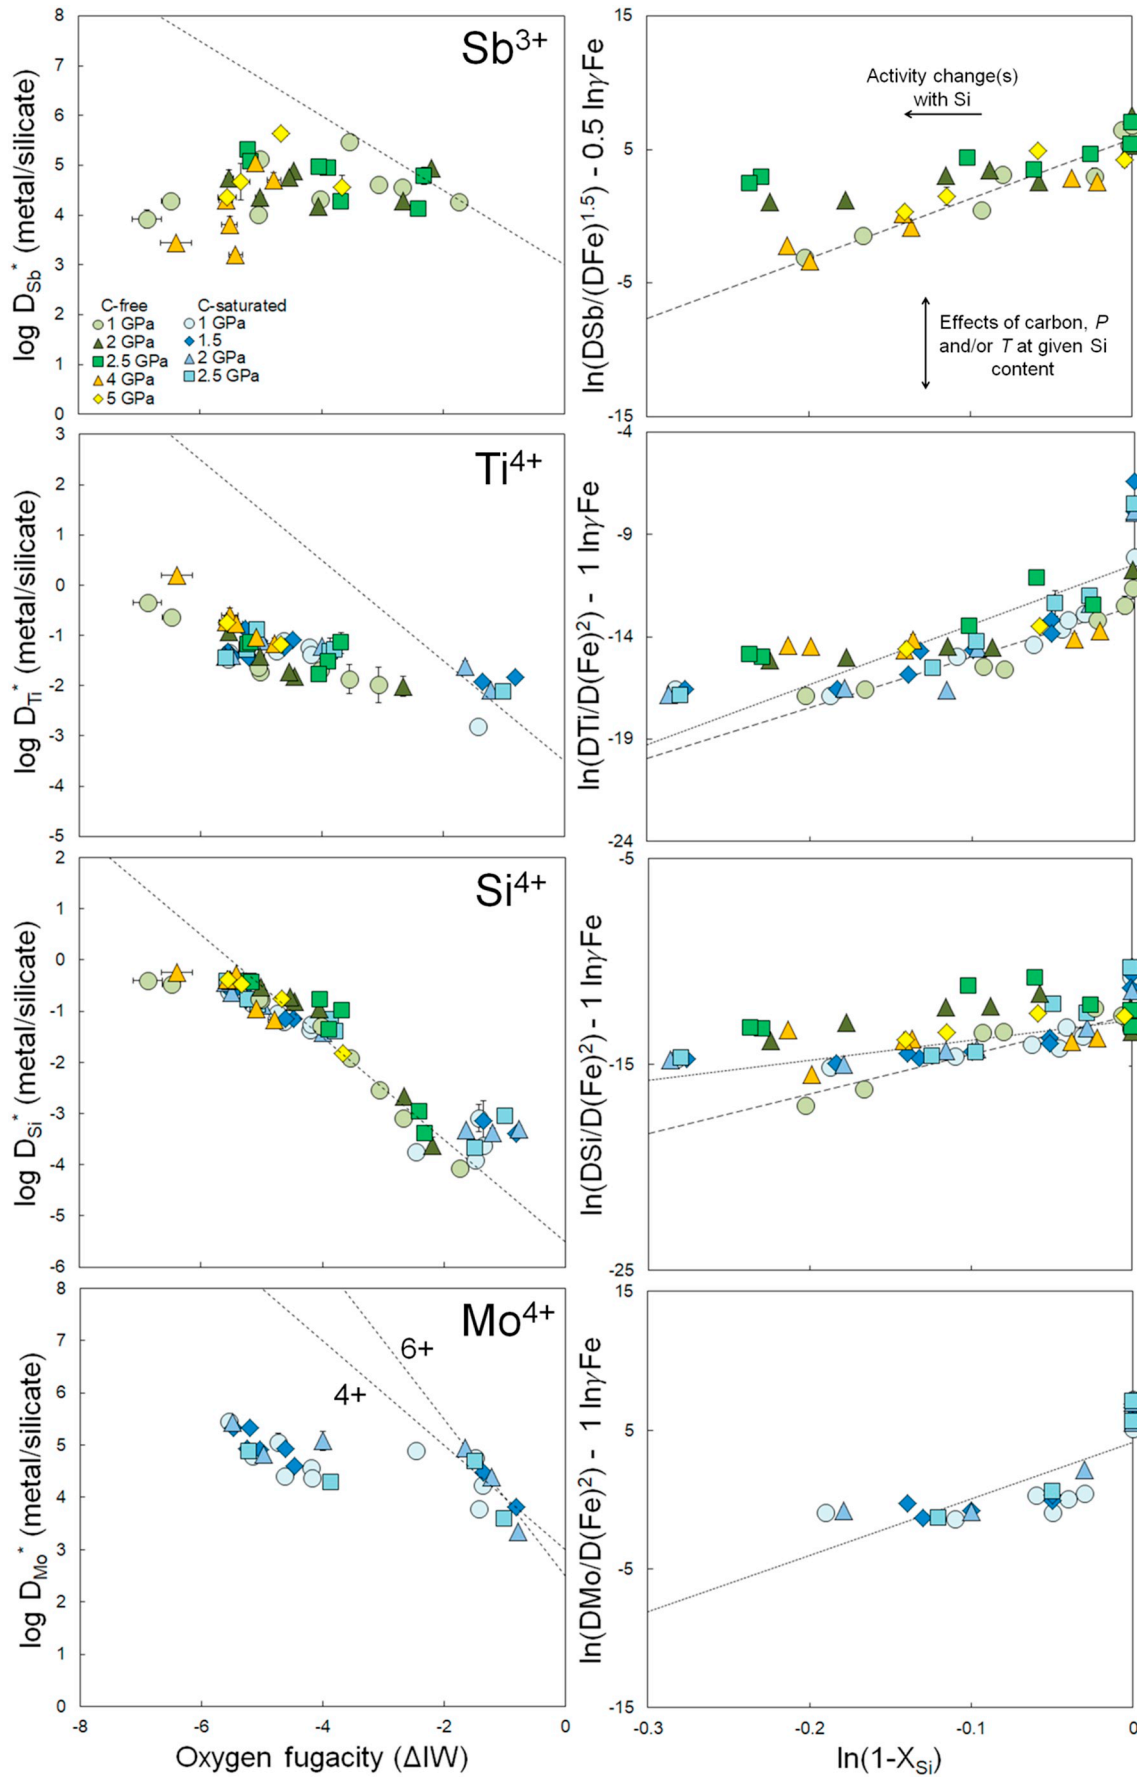 8
7
6
5
4
3
2
1
0
log D_Sb* (metal/silicate)
Sb³⁺
C-free
1 GPa
2 GPa
2.5 GPa
4 GPa
5 GPa
C-saturated
1 GPa
1.5
2 GPa
2.5 GPa
15
5
-5
-15
ln(DSb/(DFe)^1.5) - 0.5 lnγFe
Activity change(s)
with Si
Effects of carbon, P
and/or T at given Si
content
3
2
1
0
-1
-2
-3
-4
-5
log D_Ti* (metal/silicate)
Ti⁴⁺
-4
-9
-14
-19
-24
ln(DTi/D(Fe)²) - 1 lnγFe
2
1
0
-1
-2
-3
-4
-5
-6
log D_Si* (metal/silicate)
Si⁴⁺
-5
-15
-25
ln(DSi/D(Fe)²) - 1 lnγFe
8
7
6
5
4
3
2
1
0
log D_Mo* (metal/silicate)
Mo⁴⁺
6+
4+
-8
-6
-4
-2
0
Oxygen fugacity (ΔIW)
15
5
-5
-15
ln(DMo/D(Fe)²) - 1 lnγFe
-0.3
-0.2
-0.1
0
ln(1-X_Si)